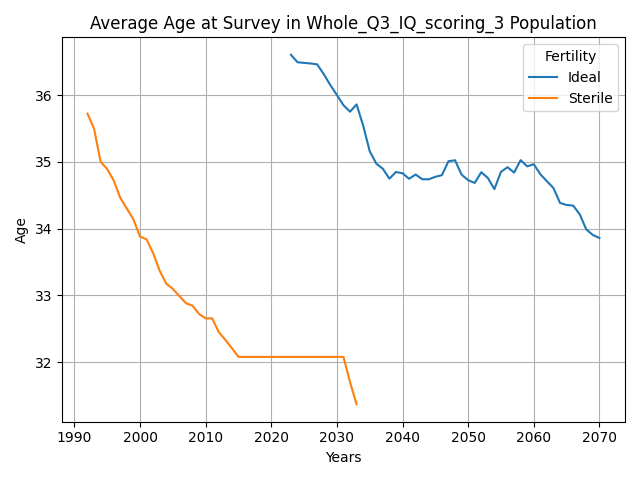 Average Age at Survey in Whole_Q3_IQ_scoring_3 Population
Fertility
Ideal
Sterile
Age
36
35
34
33
32
1990 2000 2010 2020 2030 2040 2050 2060 2070
Years